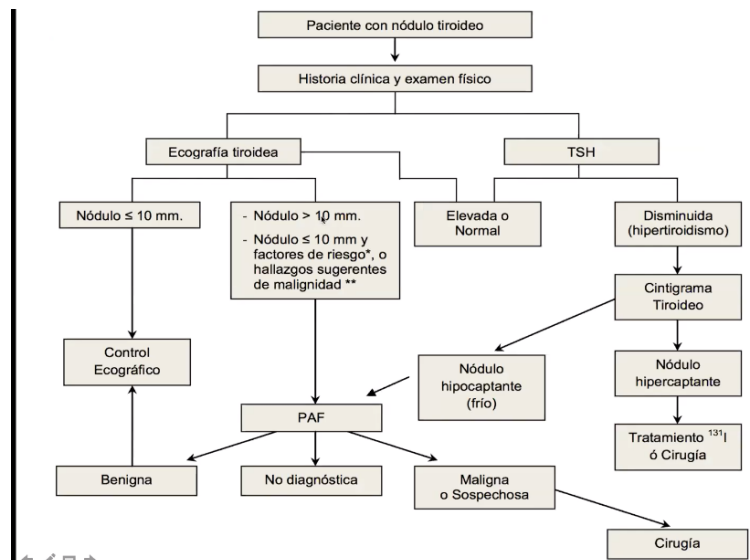 Paciente con nódulo tiroideo
Historia clínica y examen físico
Ecografía tiroidea
TSH
Nódulo ≤ 10 mm.
- Nódulo > 10 mm.
- Nódulo ≤ 10 mm y
factores de riesgo*, o
hallazgos sugerentes
de malignidad **
Elevada o
Normal
Disminuida
(hipertiroidismo)
Cintigrama
Tiroideo
Control
Ecográfico
Nódulo
hipocaptante
(frío)
Nódulo
hipercaptante
PAF
Tratamiento ¹³¹I
ó Cirugía
Benigna
No diagnóstica
Maligna
o Sospechosa
Cirugía